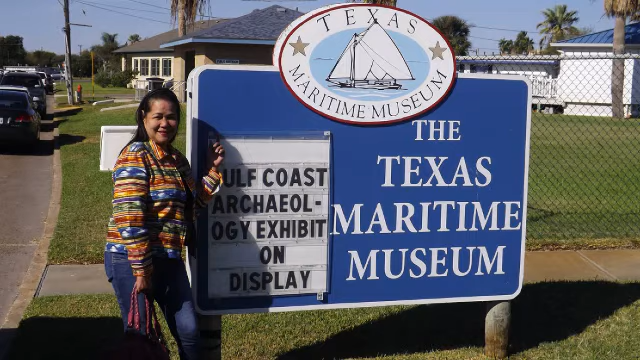 TEXAS
MARITIME MUSEUM
ULF COAST
ARCHAEOL-
OGY EXHIBIT
ON
DISPLAY
THE
TEXAS
MARITIME
MUSEUM